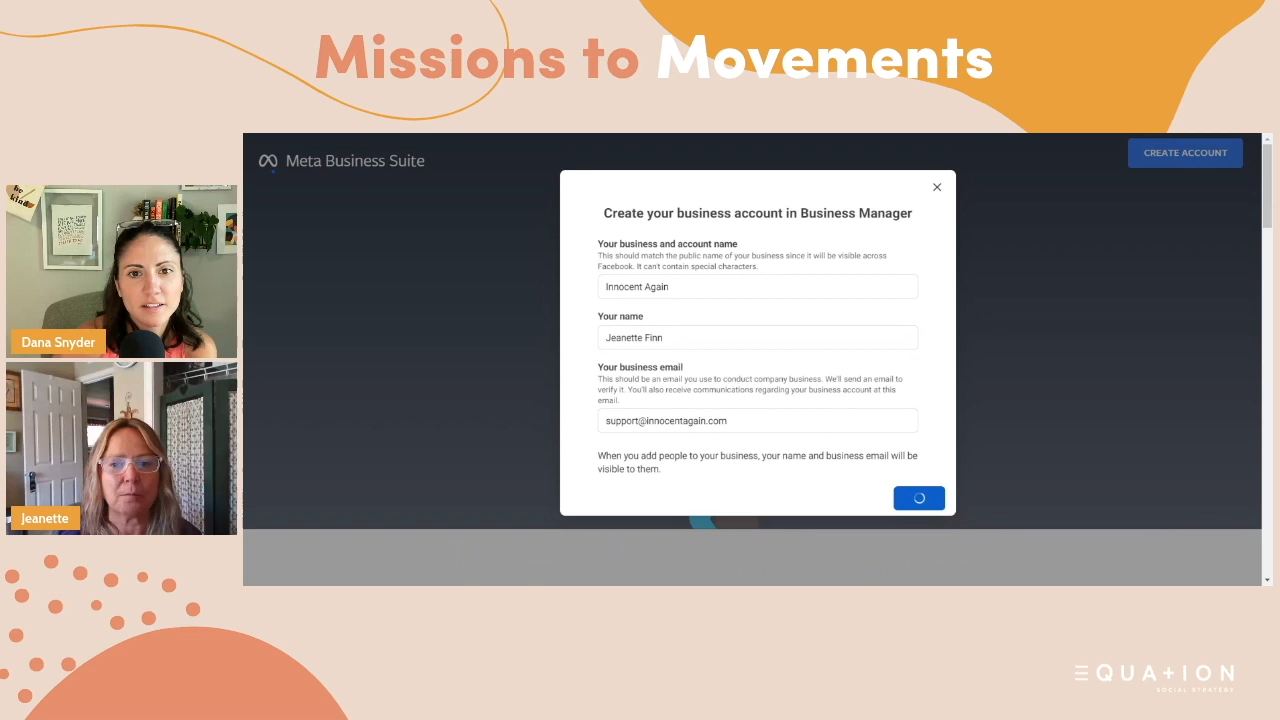 Missions to Movements
Meta Business Suite
CREATE ACCOUNT
Create your business account in Business Manager
Your business and account name
This should match the public name of your business since it will be visible across
Facebook. It can't contain special characters.
Innocent Again
Your name
Jeanette Finn
Your business email
This should be an email you use to conduct company business. We'll send an email to
verify it. You'll also receive communications regarding your business account at this
email.
support@innocentagain.com
When you add people to your business, your name and business email will be
visible to them.
be
kind
Dana Snyder
Jeanette
EQUATION
SOCIAL STRATEGY